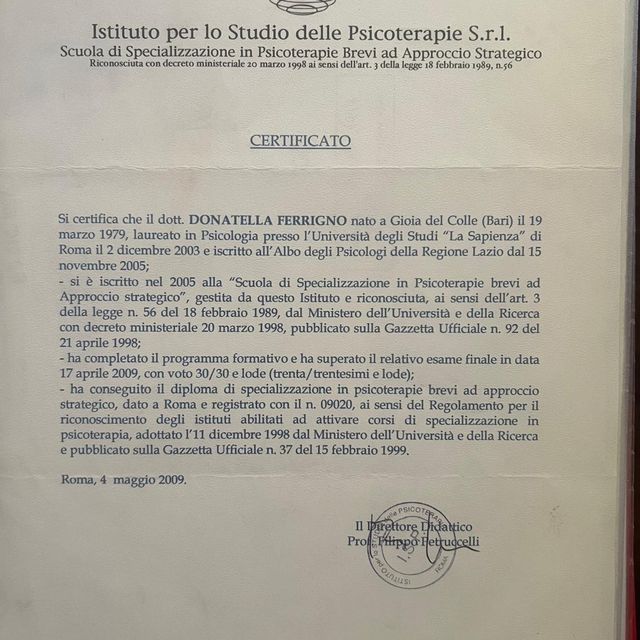 Istituto per lo Studio delle Psicoterapie S.r.l.
Scuola di Specializzazione in Psicoterapie Brevi ad Approccio Strategico
Riconosciuta con decreto ministeriale 20 marzo 1998 ai sensi dell'art. 3 della legge 18 febbraio 1989, n.56
CERTIFICATO
Si certifica che il dott. DONATELLA FERRIGNO nato a Gioia del Colle (Bari) il 19
marzo 1979, laureato in Psicologia presso l'Università degli Studi "La Sapienza" di
Roma il 2 dicembre 2003 e iscritto all'Albo degli Psicologi della Regione Lazio dal 15
novembre 2005;
- si è iscritto nel 2005 alla "Scuola di Specializzazione in Psicoterapie brevi ad
Approccio strategico", gestita da questo Istituto e riconosciuta, ai sensi dell'art. 3
della legge n. 56 del 18 febbraio 1989, dal Ministero dell'Università e della Ricerca
con decreto ministeriale 20 marzo 1998, pubblicato sulla Gazzetta Ufficiale n. 92 del
21 aprile 1998;
- ha completato il programma formativo e ha superato il relativo esame finale in data
17 aprile 2009, con voto 30/30 e lode (trenta/trentesimi e lode);
- ha conseguito il diploma di specializzazione in psicoterapie brevi ad approccio
strategico, dato a Roma e registrato con il n. 09020, ai sensi del Regolamento per il
riconoscimento degli istituti abilitati ad attivare corsi di specializzazione in
psicoterapia, adottato l'11 dicembre 1998 dal Ministero dell'Università e della Ricerca
e pubblicato sulla Gazzetta Ufficiale n. 37 del 15 febbraio 1999.
Roma, 4 maggio 2009.
Il Direttore Didattico
Prof. Filippo Petruccelli
ISTITUTO per lo STUDIO delle PSICOTERAPIE
I.S.P.
ROMA